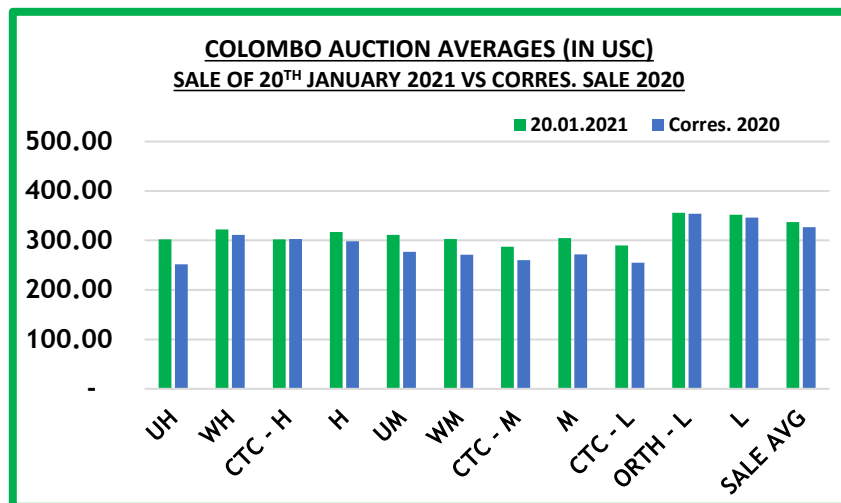 COLOMBO AUCTION AVERAGES (IN USC)
SALE OF 20TH JANUARY 2021 VS CORRES. SALE 2020
20.01.2021 Corres. 2020
500.00
400.00
300.00
200.00
100.00
-
UH WH CTC - H H UM WM CTC - M M CTC - L ORTH - L L SALE AVG